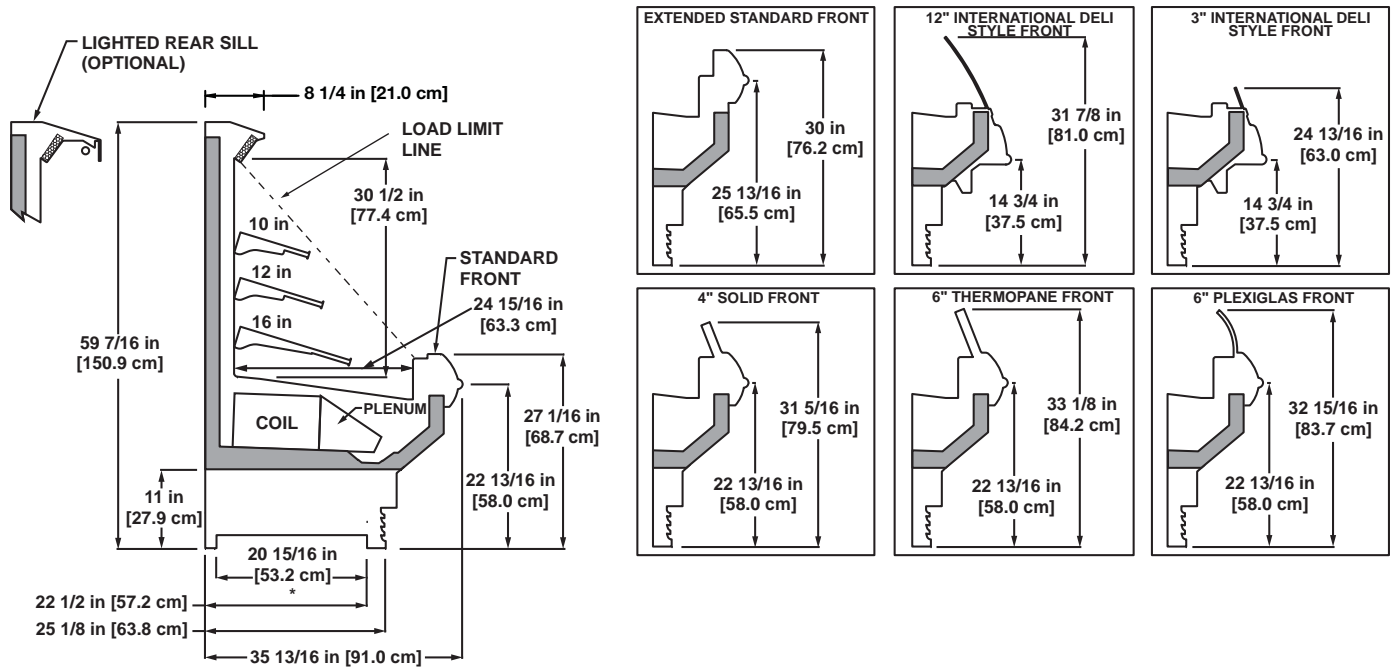 LIGHTED REAR SILL
(OPTIONAL)
8 1/4 in [21.0 cm]
LOAD LIMIT
LINE
30 1/2 in
[77.4 cm]
10 in
12 in
16 in
STANDARD
FRONT
24 15/16 in
[63.3 cm]
59 7/16 in
[150.9 cm]
COIL
PLENUM
27 1/16 in
[68.7 cm]
22 13/16 in
[58.0 cm]
11 in
[27.9 cm]
20 15/16 in
[53.2 cm]
*
22 1/2 in [57.2 cm]
25 1/8 in [63.8 cm]
35 13/16 in [91.0 cm]
EXTENDED STANDARD FRONT
30 in
[76.2 cm]
25 13/16 in
[65.5 cm]
12" INTERNATIONAL DELI
STYLE FRONT
31 7/8 in
[81.0 cm]
14 3/4 in
[37.5 cm]
3" INTERNATIONAL DELI
STYLE FRONT
24 13/16 in
[63.0 cm]
14 3/4 in
[37.5 cm]
4" SOLID FRONT
31 5/16 in
[79.5 cm]
22 13/16 in
[58.0 cm]
6" THERMOPANE FRONT
33 1/8 in
[84.2 cm]
22 13/16 in
[58.0 cm]
6" PLEXIGLAS FRONT
32 15/16 in
[83.7 cm]
22 13/16 in
[58.0 cm]